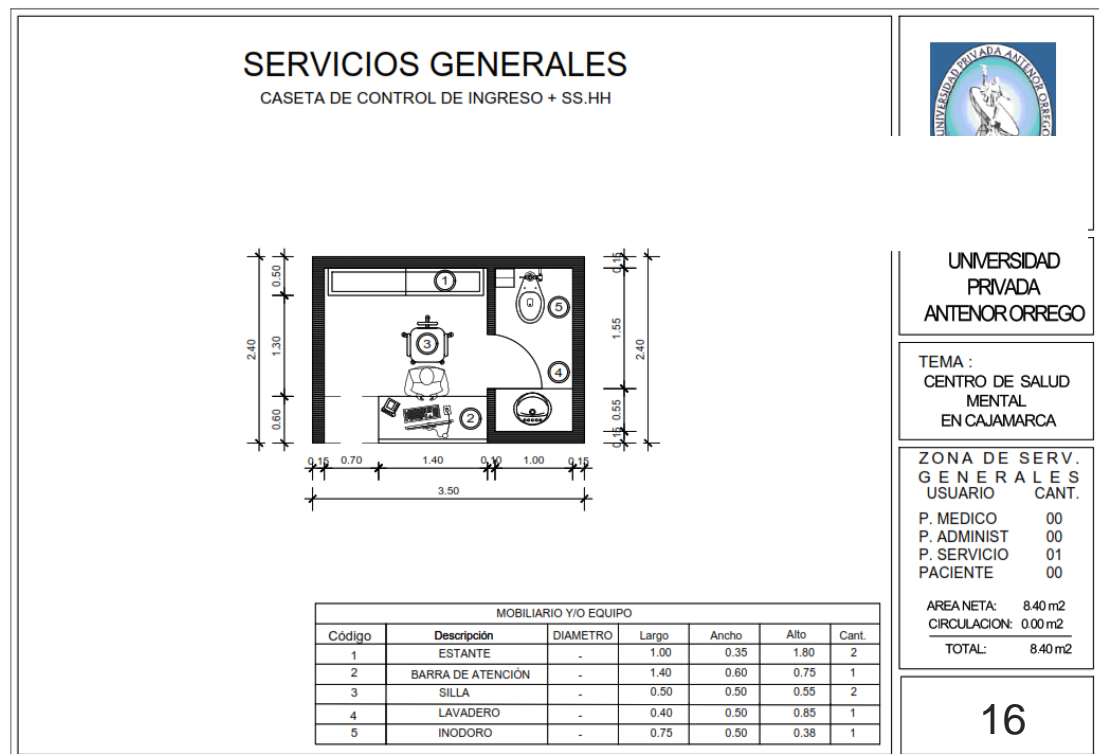 SERVICIOS GENERALES
CASETA DE CONTROL DE INGRESO + SS.HH
UNIVERSIDAD PRIVADA ANTENOR ORREGO
UNIVERSIDAD
PRIVADA
ANTENOR ORREGO
TEMA :
CENTRO DE SALUD
MENTAL
EN CAJAMARCA
ZONA DE SERV.
GENERALES
USUARIO CANT.
P. MEDICO 00
P. ADMINIST 00
P. SERVICIO 01
PACIENTE 00
AREA NETA: 8.40 m2
CIRCULACION: 0.00 m2
TOTAL: 8.40 m2
16
2.40
0.50
1.30
0.60
1
3
2
5
4
0.15
1.55
0.55
0.15
2.40
0.15 0.70 1.40 0.10 1.00 0.15
3.50
MOBILIARIO Y/O EQUIPO
Código Descripción DIAMETRO Largo Ancho Alto Cant.
1 ESTANTE - 1.00 0.35 1.80 2
2 BARRA DE ATENCIÓN - 1.40 0.60 0.75 1
3 SILLA - 0.50 0.50 0.55 2
4 LAVADERO - 0.40 0.50 0.85 1
5 INODORO - 0.75 0.50 0.38 1